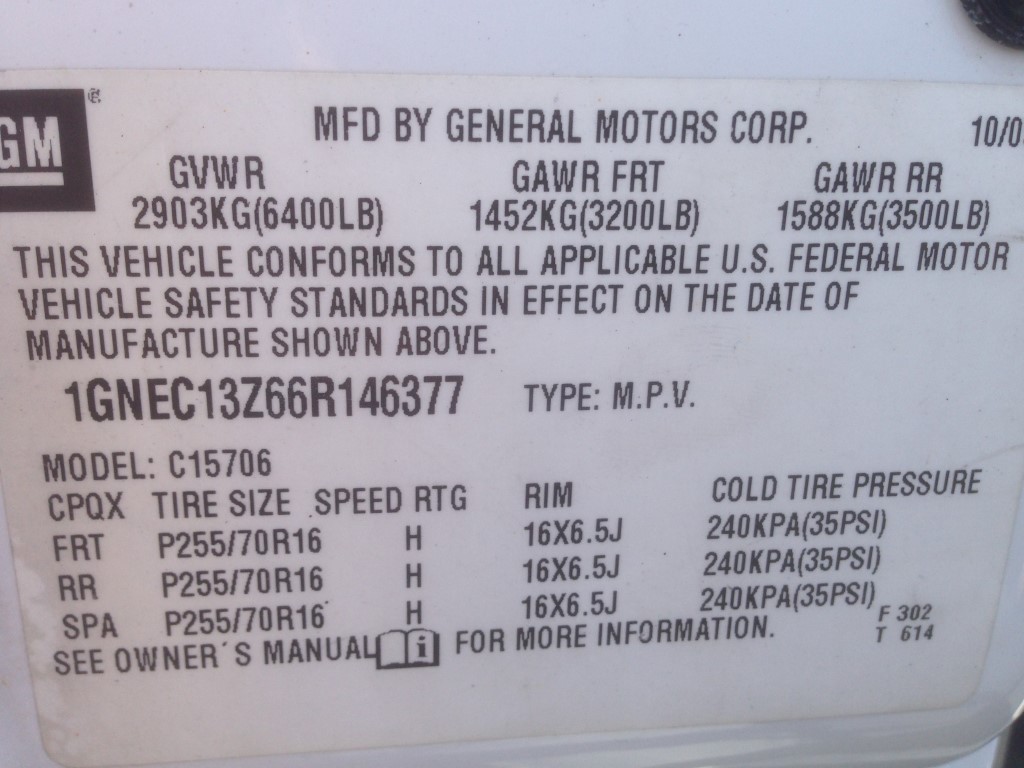 GM
MFD BY GENERAL MOTORS CORP.
GVWR GAWR FRT GAWR RR
2903KG(6400LB) 1452KG(3200LB) 1588KG(3500LB)
THIS VEHICLE CONFORMS TO ALL APPLICABLE U.S. FEDERAL MOTOR
VEHICLE SAFETY STANDARDS IN EFFECT ON THE DATE OF
MANUFACTURE SHOWN ABOVE.
1GNEC13Z66R146377 TYPE: M.P.V.
MODEL: C15706
CPQX TIRE SIZE SPEED RTG RIM COLD TIRE PRESSURE
FRT P255/70R16 H 16X6.5J 240KPA(35PSI)
RR P255/70R16 H 16X6.5J 240KPA(35PSI)
SPA P255/70R16 H 16X6.5J 240KPA(35PSI)
SEE OWNER'S MANUAL i FOR MORE INFORMATION.
F 302
T 614